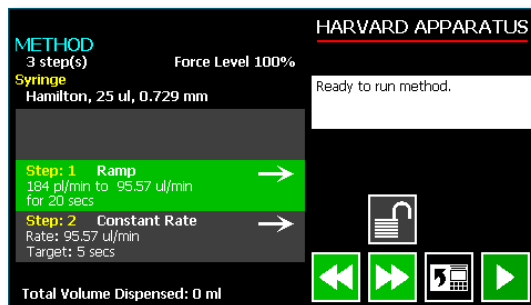 HARVARD APPARATUS
METHOD
3 step(s) Force Level 100%
Syringe
Hamilton, 25 ul, 0.729 mm
Ready to run method.
Step: 1 Ramp
184 pl/min to 95.57 ul/min
for 20 secs
Step: 2 Constant Rate
Rate: 95.57 ul/min
Target: 5 secs
Total Volume Dispensed: 0 ml